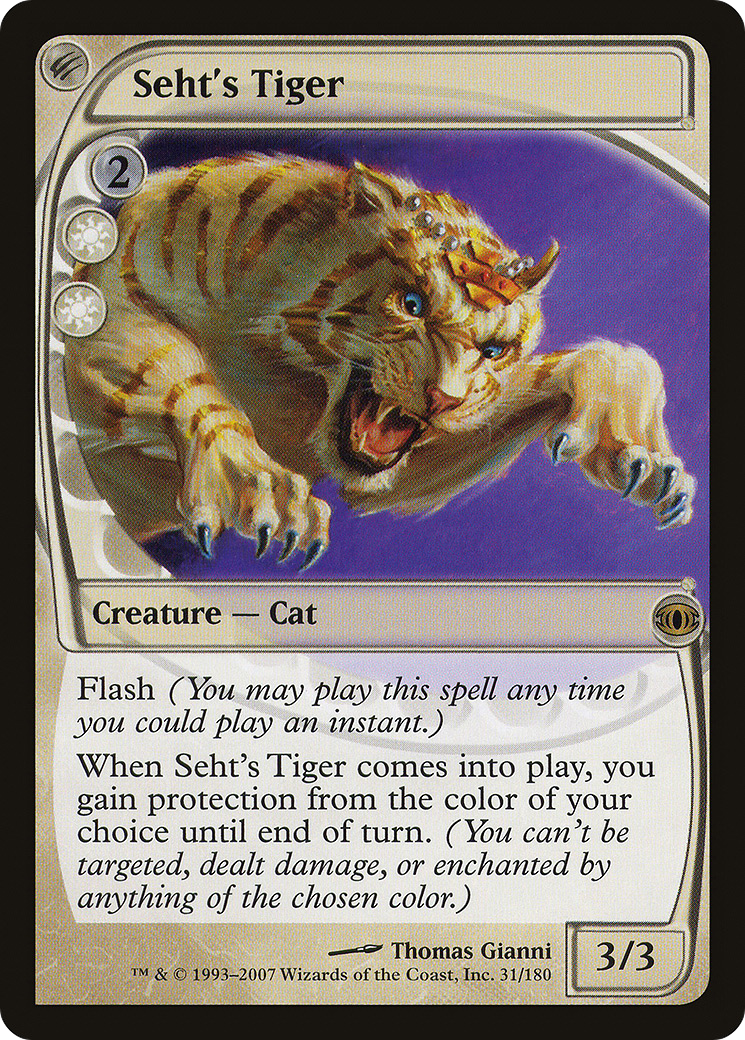 Seht's Tiger
2
Creature — Cat
Flash (You may play this spell any time
you could play an instant.)
When Seht's Tiger comes into play, you
gain protection from the color of your
choice until end of turn. (You can't be
targeted, dealt damage, or enchanted by
anything of the chosen color.)
Thomas Gianni
™ & © 1993–2007 Wizards of the Coast, Inc. 31/180
3/3